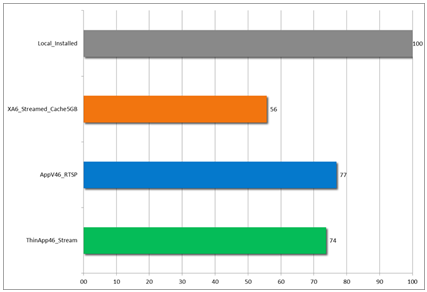 Local_Installed
100
XA6_Streamed_Cache5GB
56
AppV46_RTSP
77
ThinApp46_Stream
74
00 10 20 30 40 50 60 70 80 90 100